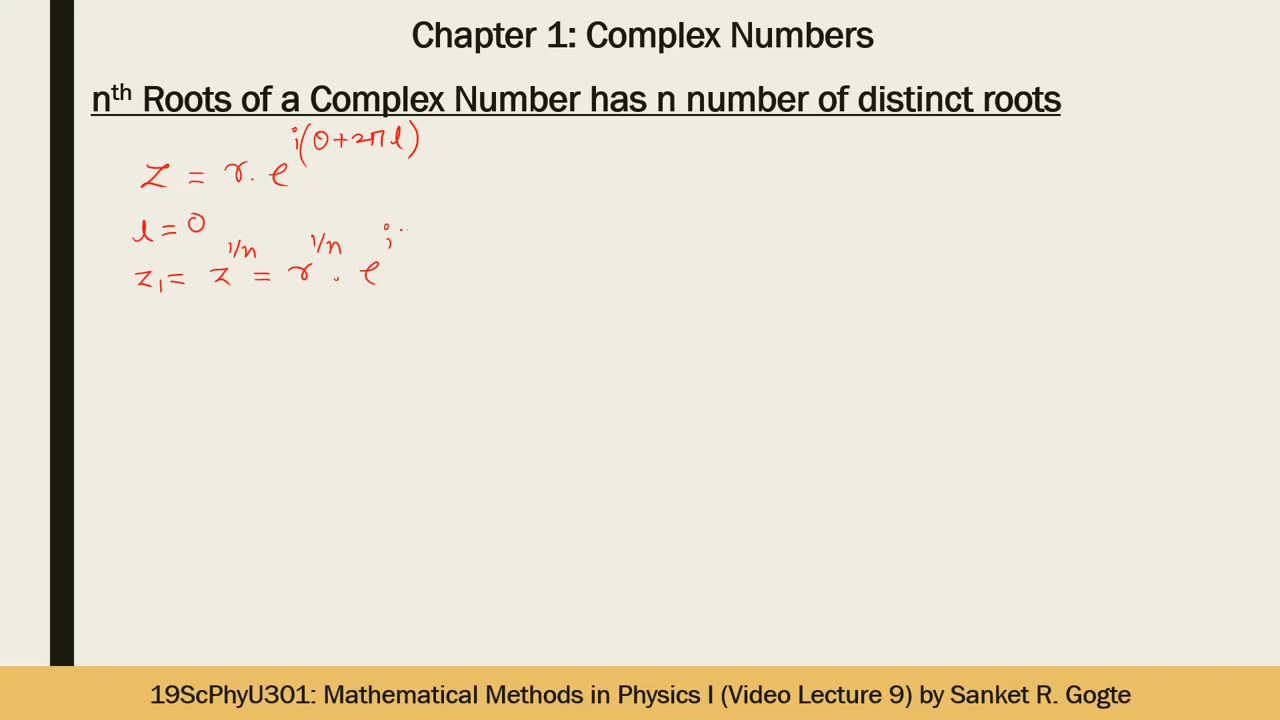 Chapter 1: Complex Numbers
nth Roots of a Complex Number has n number of distinct roots
z = r. e^i(θ+2πl)
l = 0
z₁ = z^1/n = r^1/n . e^i
19ScPhyU301: Mathematical Methods in Physics I (Video Lecture 9) by Sanket R. Gogte